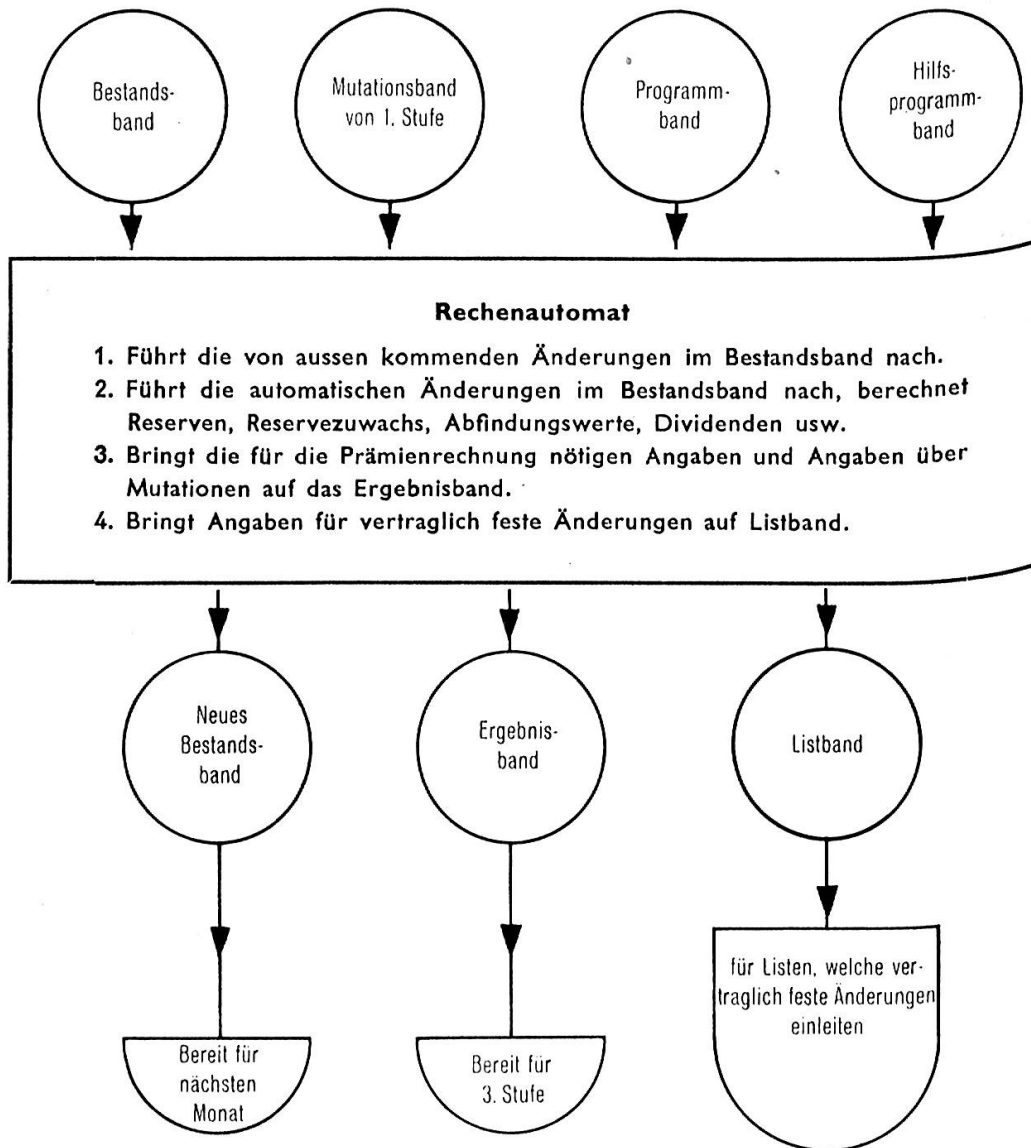 Bestands-
band
Mutationsband
von 1. Stufe
Programm-
band
Hilfs-
programm-
band
Rechenautomat
1. Führt die von aussen kommenden Änderungen im Bestandsband nach.
2. Führt die automatischen Änderungen im Bestandsband nach, berechnet
Reserven, Reservezuwachs, Abfindungswerte, Dividenden usw.
3. Bringt die für die Prämienrechnung nötigen Angaben und Angaben über
Mutationen auf das Ergebnisband.
4. Bringt Angaben für vertraglich feste Änderungen auf Listband.
Neues
Bestands-
band
Ergebnis-
band
Listband
Bereit für
nächsten
Monat
Bereit für
3. Stufe
für Listen, welche ver-
traglich feste Änderungen
einleiten